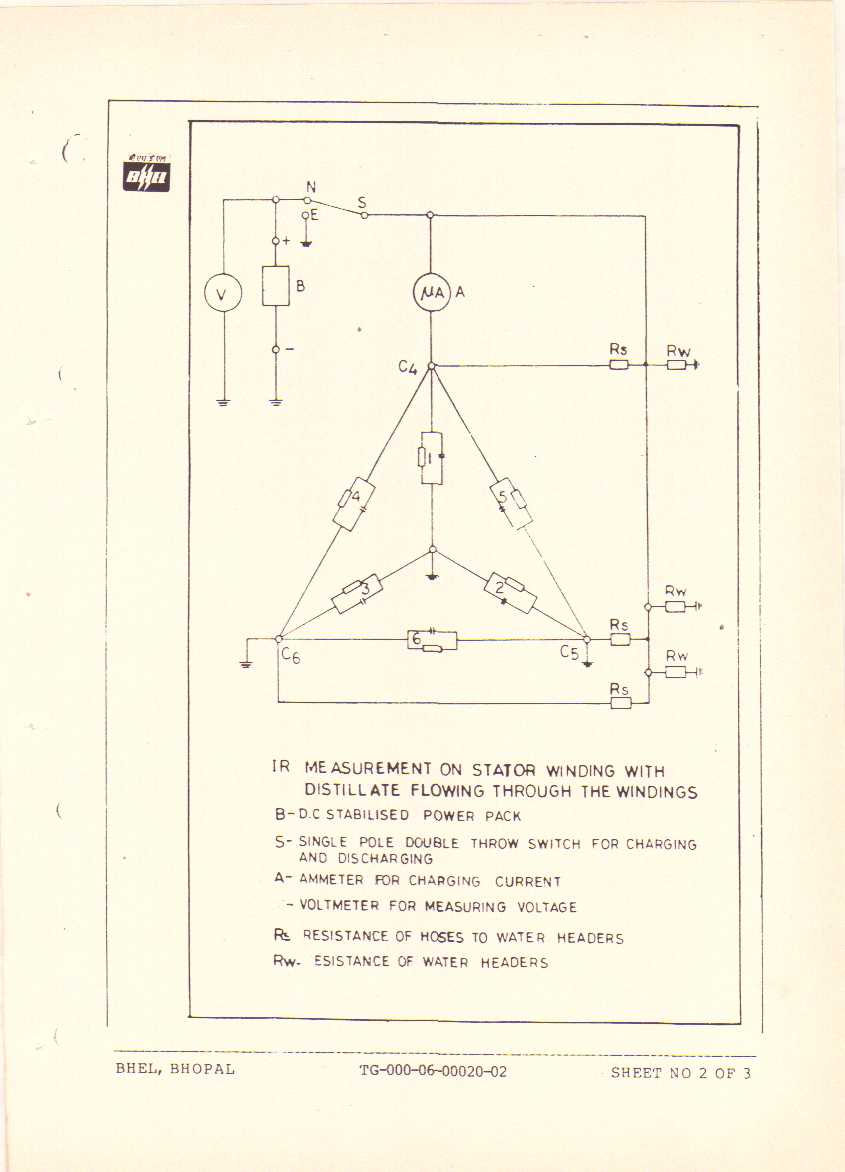 BHEL
N
S
E
+
V
B
µA A
-
Rs Rw
C4
1
4
5
3
2
Rw
Rs
6
C6
C5
Rw
Rs
IR MEASUREMENT ON STATOR WINDING WITH
DISTILLATE FLOWING THROUGH THE WINDINGS
B- D.C STABILISED POWER PACK
S- SINGLE POLE DOUBLE THROW SWITCH FOR CHARGING
AND DISCHARGING
A- AMMETER FOR CHARGING CURRENT
- VOLTMETER FOR MEASURING VOLTAGE
Rs RESISTANCE OF HOSES TO WATER HEADERS
Rw- ESISTANCE OF WATER HEADERS
BHEL, BHOPAL TG-000-06-00020-02 SHEET NO 2 OF 3